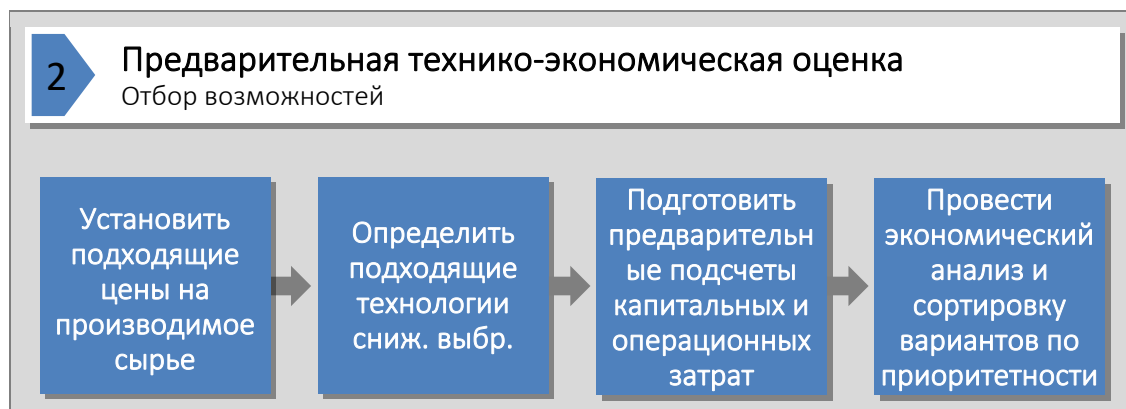 2
Предварительная технико-экономическая оценка
Отбор возможностей
Установить
подходящие
цены на
производимое
сырье
Определить
подходящие
технологии
сниж. выбр.
Подготовить
предварительн
ые подсчеты
капитальных и
операционных
затрат
Провести
экономический
анализ и
сортировку
вариантов по
приоритетности